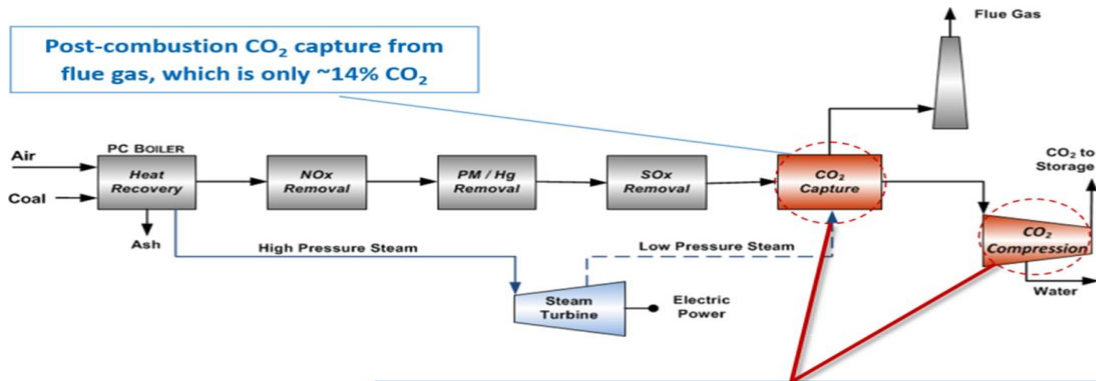 Post-combustion CO₂ capture from
flue gas, which is only ~14% CO₂
Flue Gas
Air
Coal
PC BOILER
Heat
Recovery
Ash
NOx
Removal
PM / Hg
Removal
SOx
Removal
CO₂
Capture
CO₂ to
Storage
CO₂
Compression
Water
High Pressure Steam
Low Pressure Steam
Steam
Turbine
Electric
Power